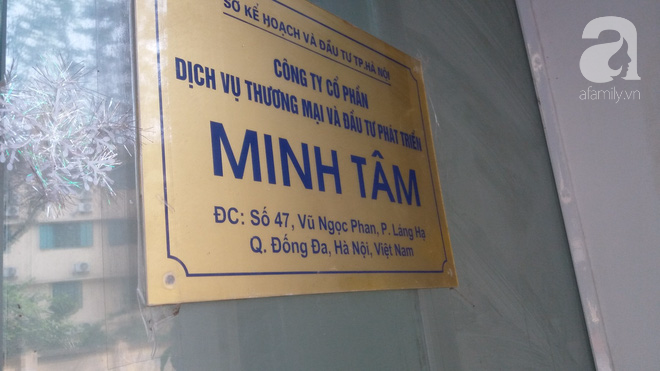 SỞ KẾ HOẠCH VÀ ĐẦU TƯ TP.HÀ NỘI
CÔNG TY CỔ PHẦN
DỊCH VỤ THƯƠNG MẠI VÀ ĐẦU TƯ PHÁT TRIỂN
MINH TÂM
ĐC: Số 47, Vũ Ngọc Phan, P. Láng Hạ
Q. Đống Đa, Hà Nội, Việt Nam
a
afamily.vn